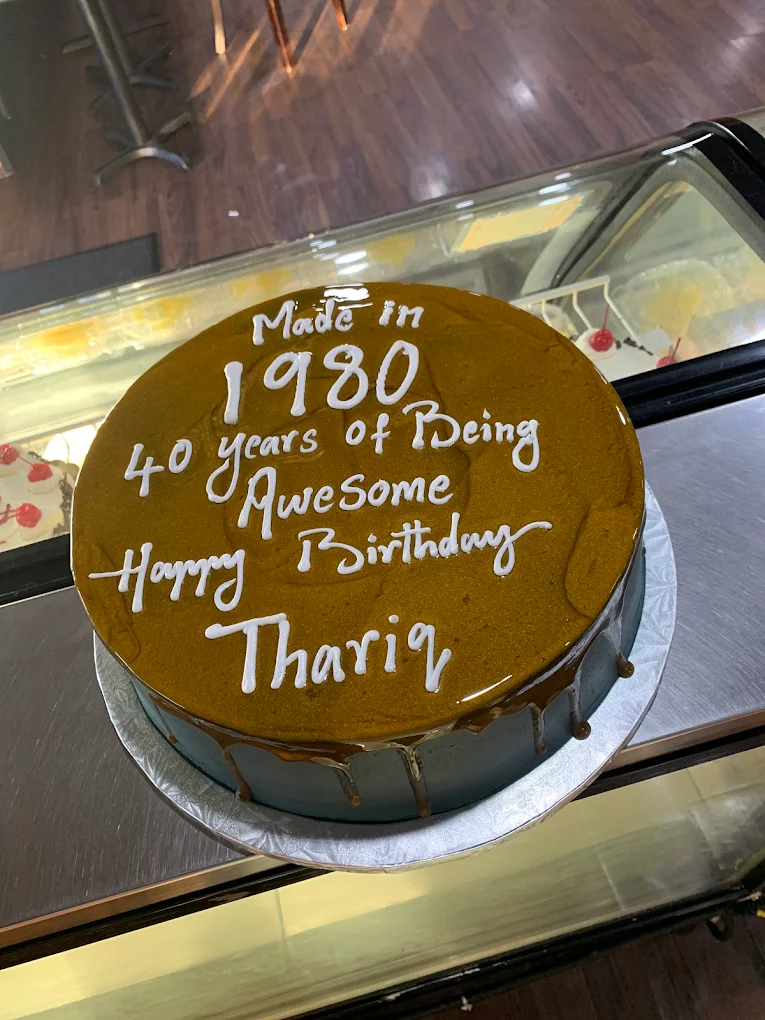 Made in
1980
40 years of Being
Awesome
Happy Birthday
Thariq